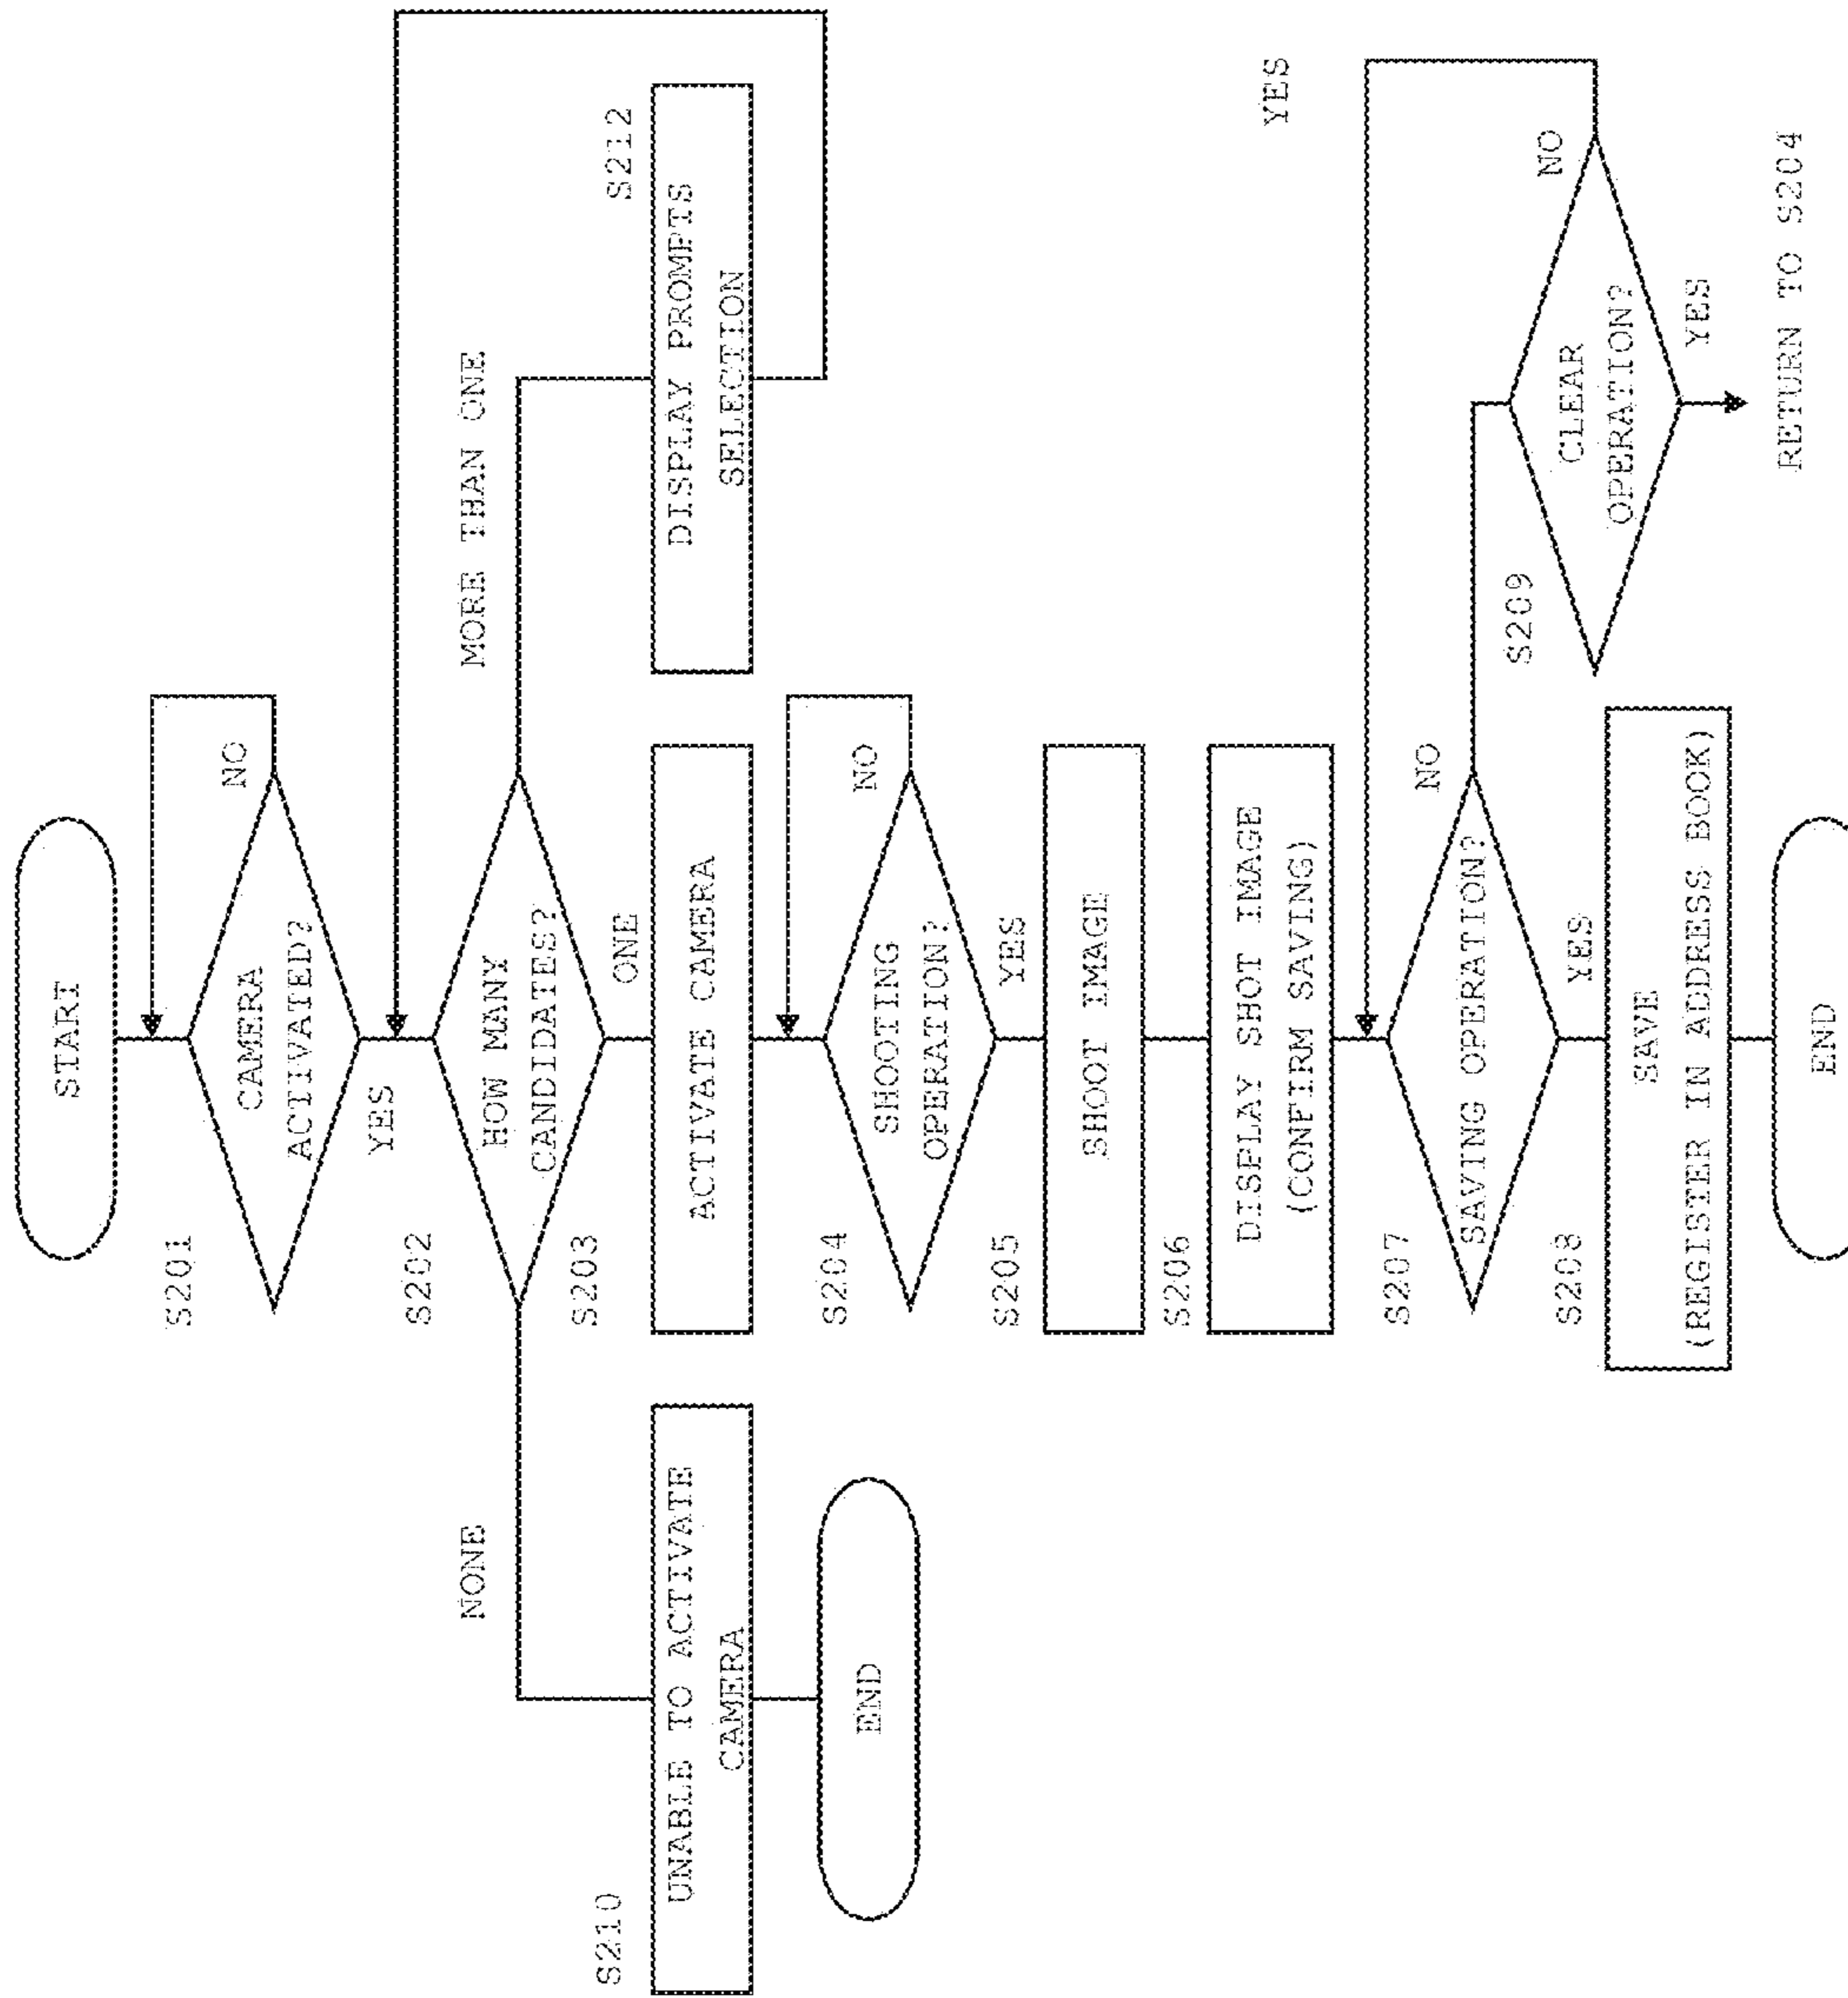 START
S201
CAMERA
ACTIVATED?
NO
YES
S202
HOW MANY
CANDIDATES?
NONE
MORE THAN ONE
ONE
S210
UNABLE TO ACTIVATE
CAMERA
END
S203
ACTIVATE CAMERA
S212
DISPLAY PROMPTS
SELECTION
S204
SHOOTING
OPERATION?
NO
YES
S205
SHOOT IMAGE
S206
DISPLAY SHOT IMAGE
(CONFIRM SAVING)
YES
S207
SAVING OPERATION?
NO
YES
S209
CLEAR
OPERATION?
NO
YES
RETURN TO S204
S208
SAVE
(REGISTER IN ADDRESS BOOK)
END